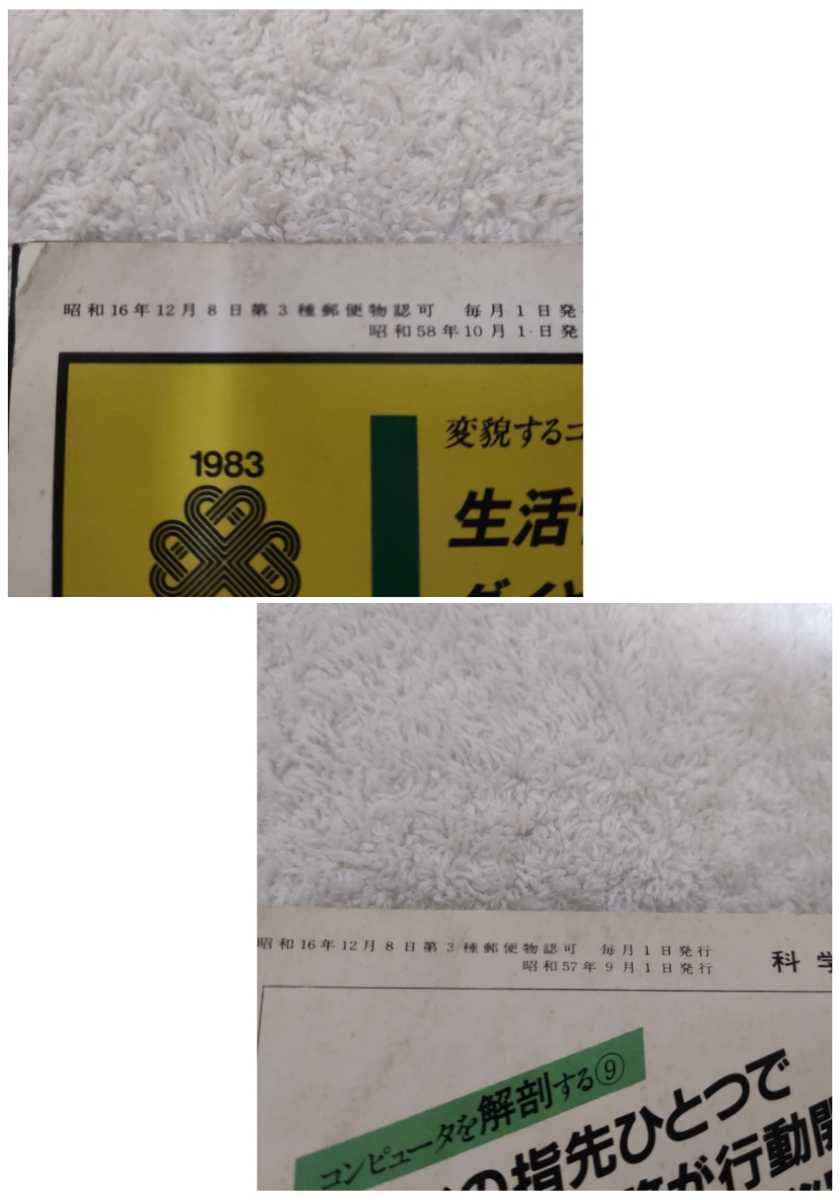 昭和16年12月8日第3種郵便物認可 毎月1日発
昭和58年10月1日発
1983
変貌するコ
生活
昭和16年12月8日第3種郵便物認可 毎月1日発行
昭和57年9月1日発行 科学
コンピュータを解剖する⑨
の指先ひとつで
が行動